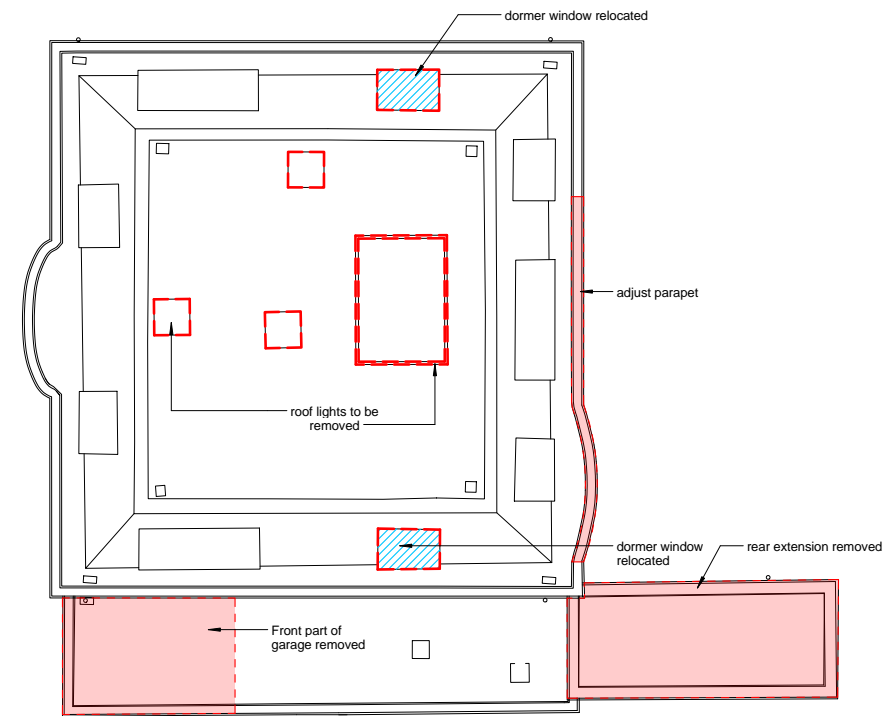 dormer window relocated
adjust parapet
roof lights to be
removed
dormer window
relocated
rear extension removed
Front part of
garage removed